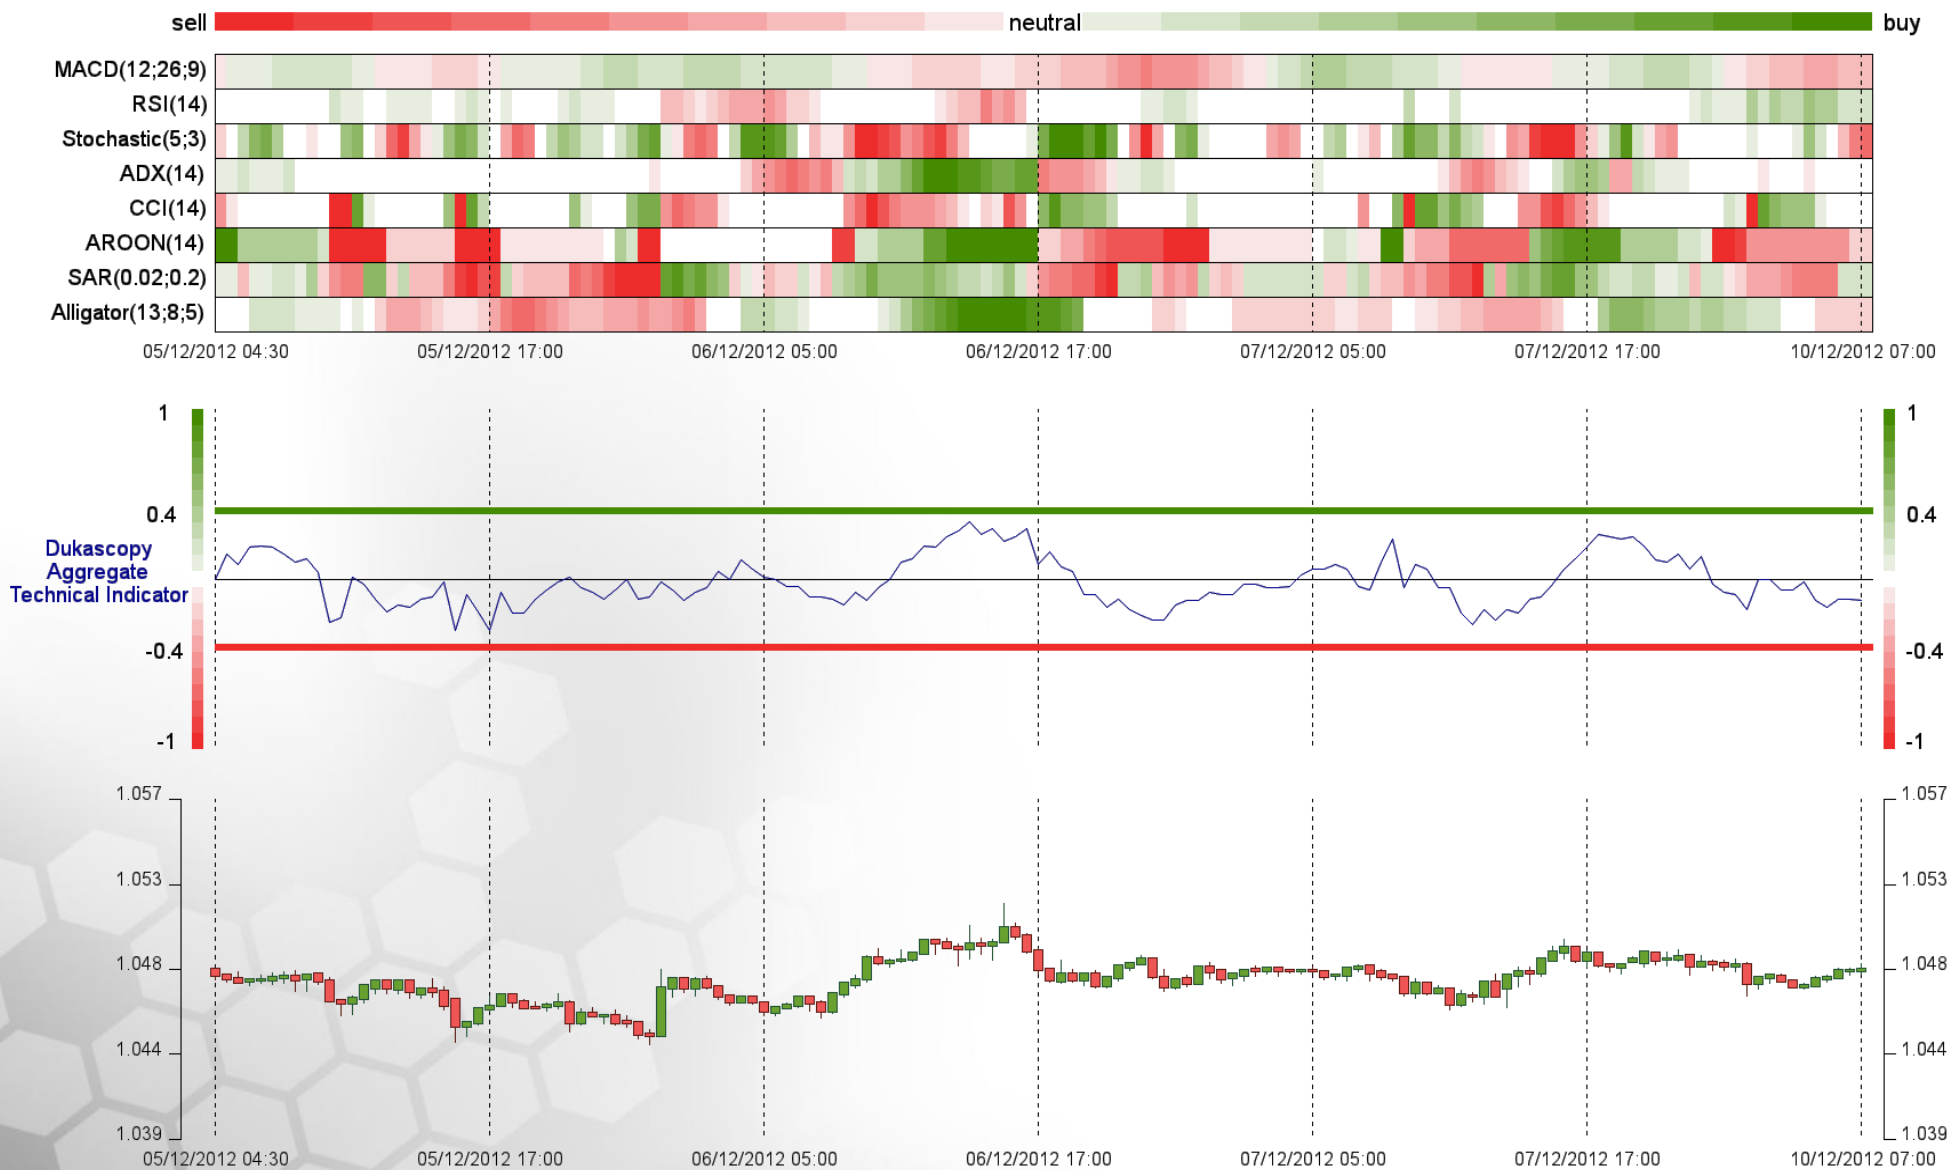 sell neutral buy
MACD(12;26;9)
RSI(14)
Stochastic(5;3)
ADX(14)
CCI(14)
AROON(14)
SAR(0.02;0.2)
Alligator(13;8;5)
05/12/2012 04:30 05/12/2012 17:00 06/12/2012 05:00 06/12/2012 17:00 07/12/2012 05:00 07/12/2012 17:00 10/12/2012 07:00
1 1
0.4 0.4
Dukascopy
Aggregate
Technical Indicator
-0.4 -0.4
-1 -1
1.057 1.057
1.053 1.053
1.048 1.048
1.044 1.044
1.039 1.039
05/12/2012 04:30 05/12/2012 17:00 06/12/2012 05:00 06/12/2012 17:00 07/12/2012 05:00 07/12/2012 17:00 10/12/2012 07:00